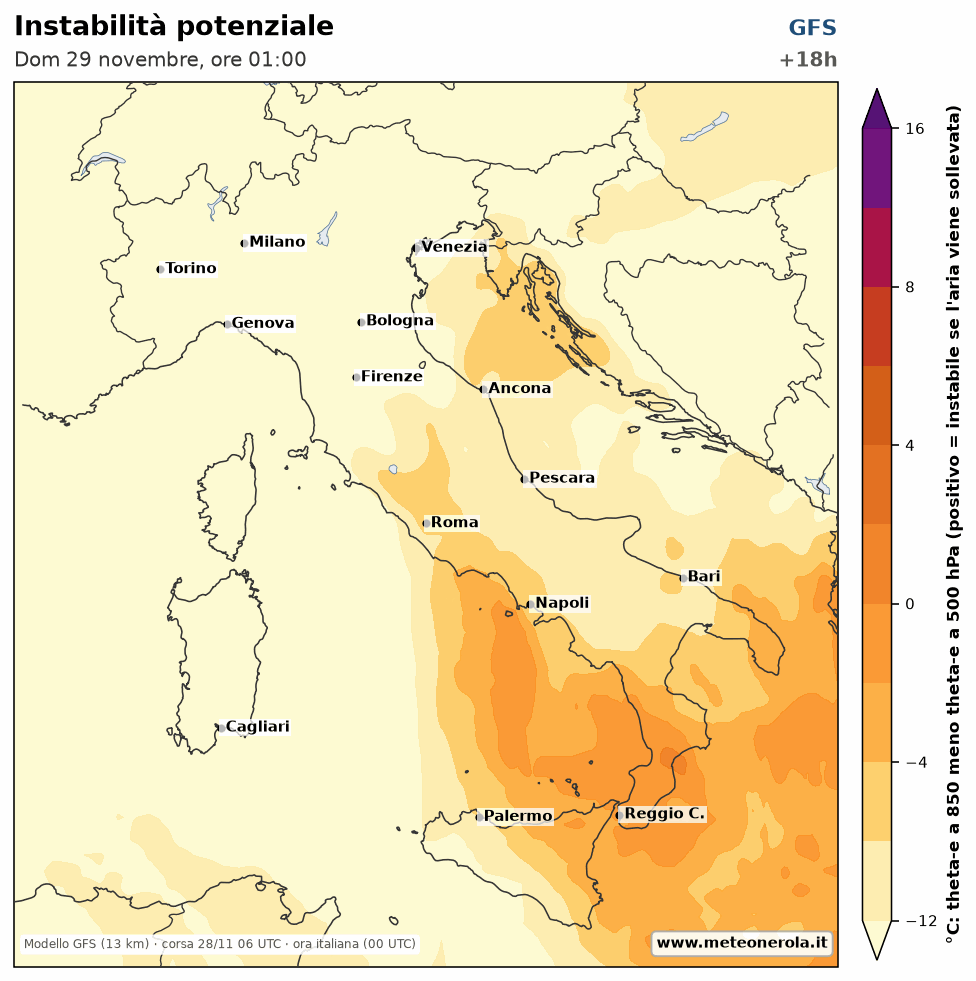 Instabilità potenziale
GFS
Dom 29 novembre, ore 01:00
+18h
Milano
Venezia
Torino
Genova
Bologna
Firenze
Ancona
Pescara
Roma
Bari
Napoli
Cagliari
Palermo
Reggio C.
16
8
4
0
−4
−12
°C: theta-e a 850 meno theta-e a 500 hPa (positivo = instabile se l'aria viene sollevata)
Modello GFS (13 km) · corsa 28/11 06 UTC · ora italiana (00 UTC)
www.meteonerola.it